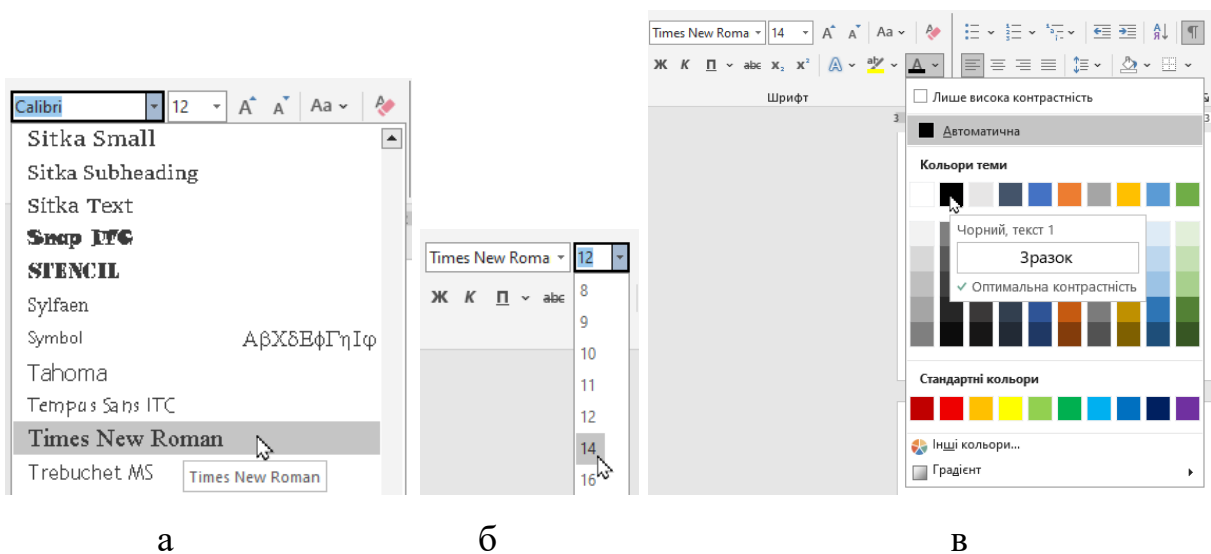 Calibri 12 А А Aa
Sitka Small
Sitka Subheading
Sitka Text
Snap ITC
STENCIL
Sylfaen
Symbol ΑβΧδΕϕΓηΙφ
Tahoma
Tempus Sans ITC
Times New Roman
Times New Roman
Trebuchet MS
а
Times New Roma 12
Ж К П abc
8
9
10
11
12
14
16
б
Times New Roma 14 А А Aa
Ж К П abc x₂ x² A ab A
Шрифт
3
3
Лише висока контрастність
Автоматична
Кольори теми
Чорний, текст 1
Зразок
Оптимальна контрастність
Стандартні кольори
Інші кольори...
Градієнт
в